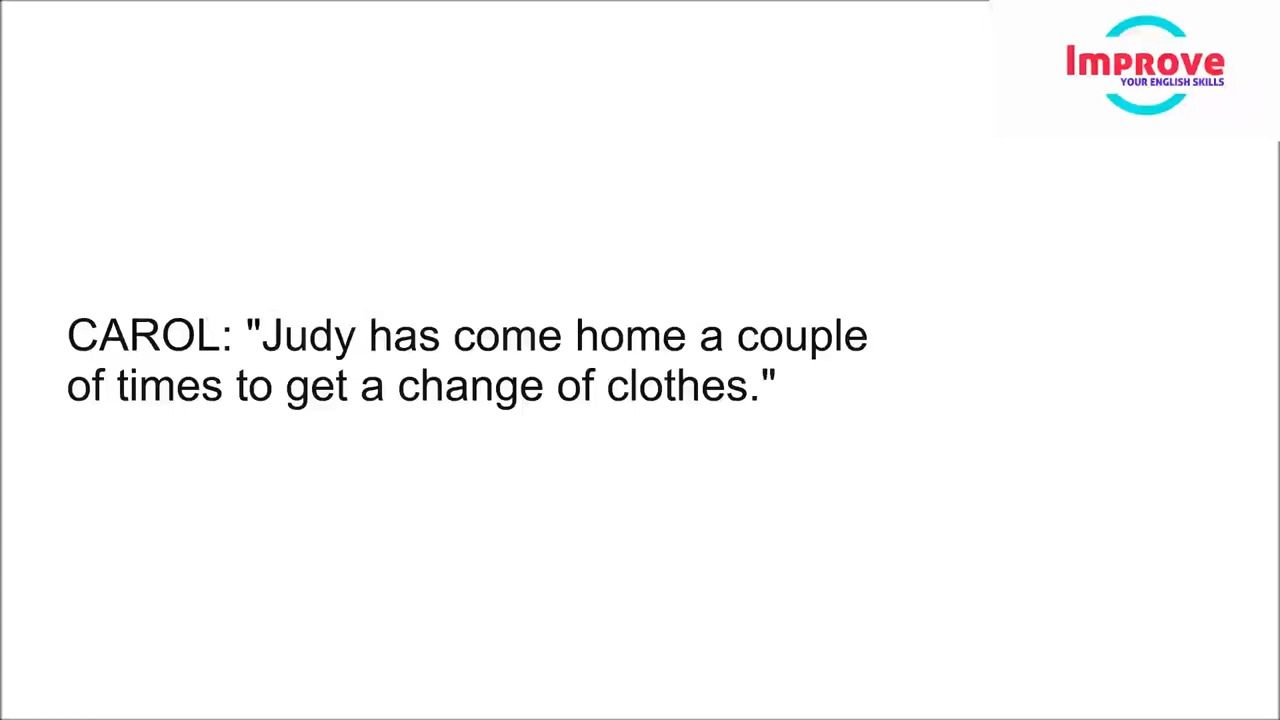 Improve
YOUR ENGLISH SKILLS
CAROL: "Judy has come home a couple
of times to get a change of clothes."